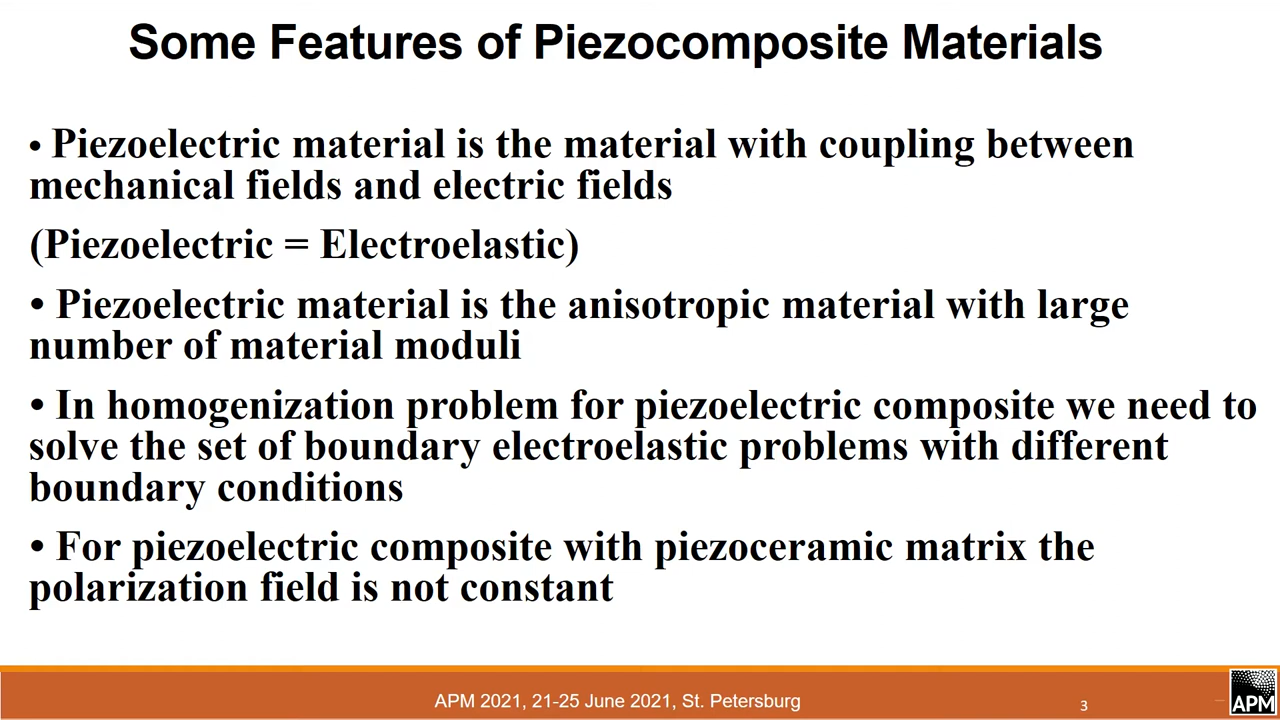 Some Features of Piezocomposite Materials
• Piezoelectric material is the material with coupling between
mechanical fields and electric fields
(Piezoelectric = Electroelastic)
• Piezoelectric material is the anisotropic material with large
number of material moduli
• In homogenization problem for piezoelectric composite we need to
solve the set of boundary electroelastic problems with different
boundary conditions
• For piezoelectric composite with piezoceramic matrix the
polarization field is not constant
APM 2021, 21-25 June 2021, St. Petersburg
3
APM